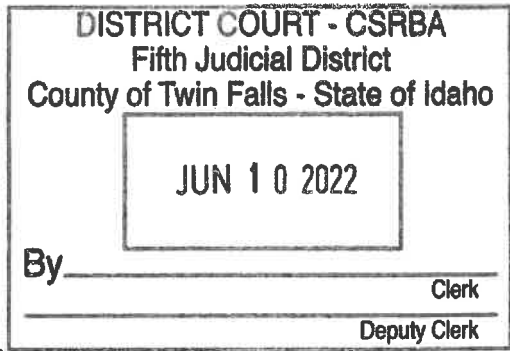 DISTRICT COURT - CSRBA
Fifth Judicial District
County of Twin Falls - State of Idaho
JUN 1 0 2022
By
Clerk
Deputy Clerk